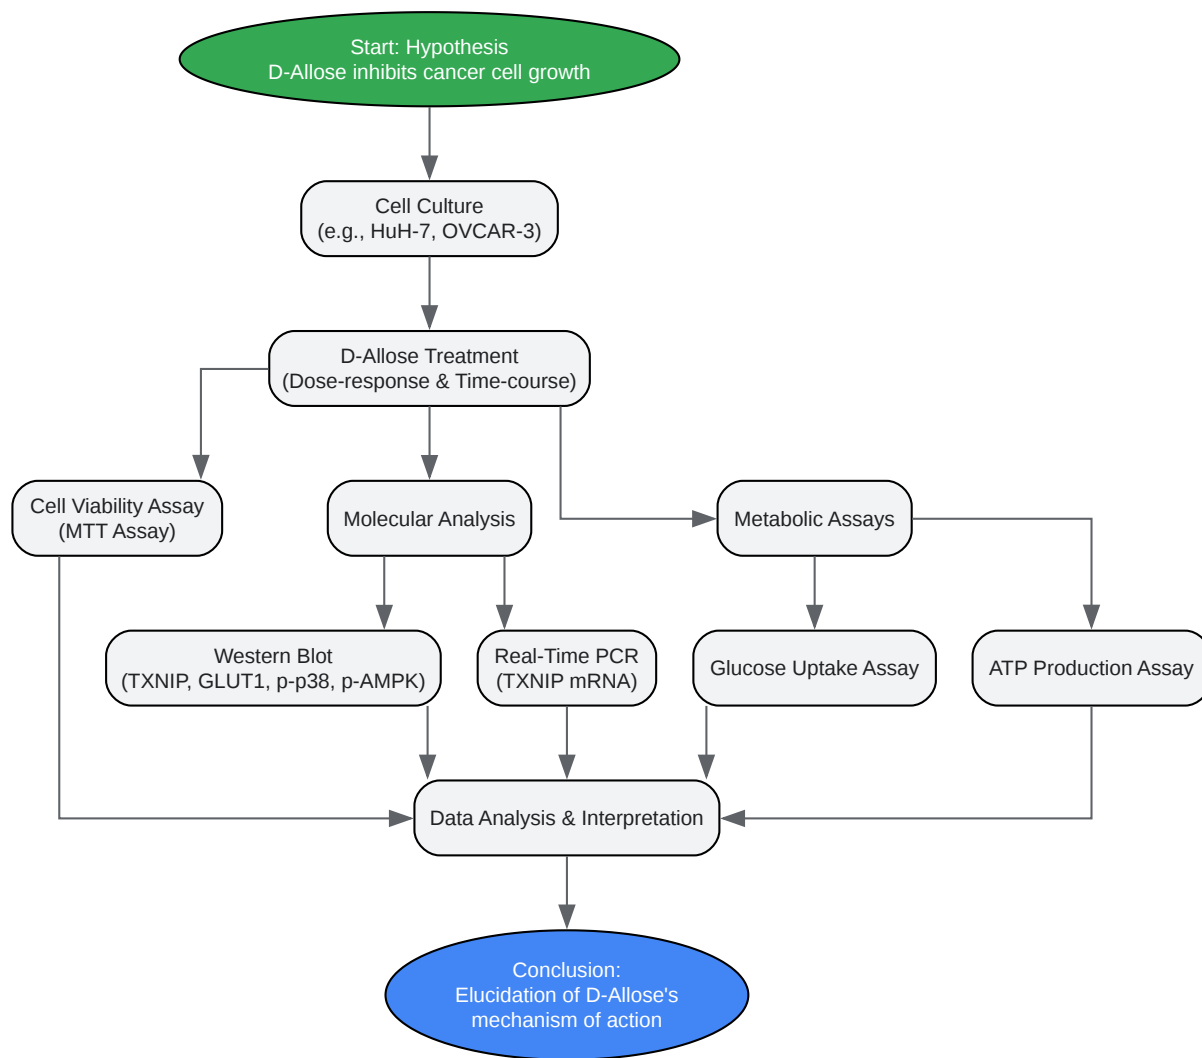 Start: Hypothesis
D-Allose inhibits cancer cell growth
Cell Culture
(e.g., HuH-7, OVCAR-3)
D-Allose Treatment
(Dose-response & Time-course)
Cell Viability Assay
(MTT Assay)
Molecular Analysis
Metabolic Assays
Western Blot
(TXNIP, GLUT1, p-p38, p-AMPK)
Real-Time PCR
(TXNIP mRNA)
Glucose Uptake Assay
ATP Production Assay
Data Analysis & Interpretation
Conclusion:
Elucidation of D-Allose's
mechanism of action